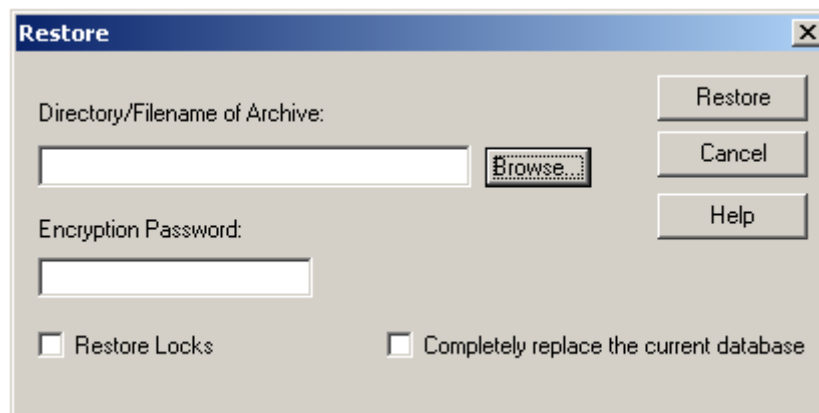 Restore
Directory/Filename of Archive:
Restore
Browse...
Cancel
Encryption Password:
Help
Restore Locks
Completely replace the current database